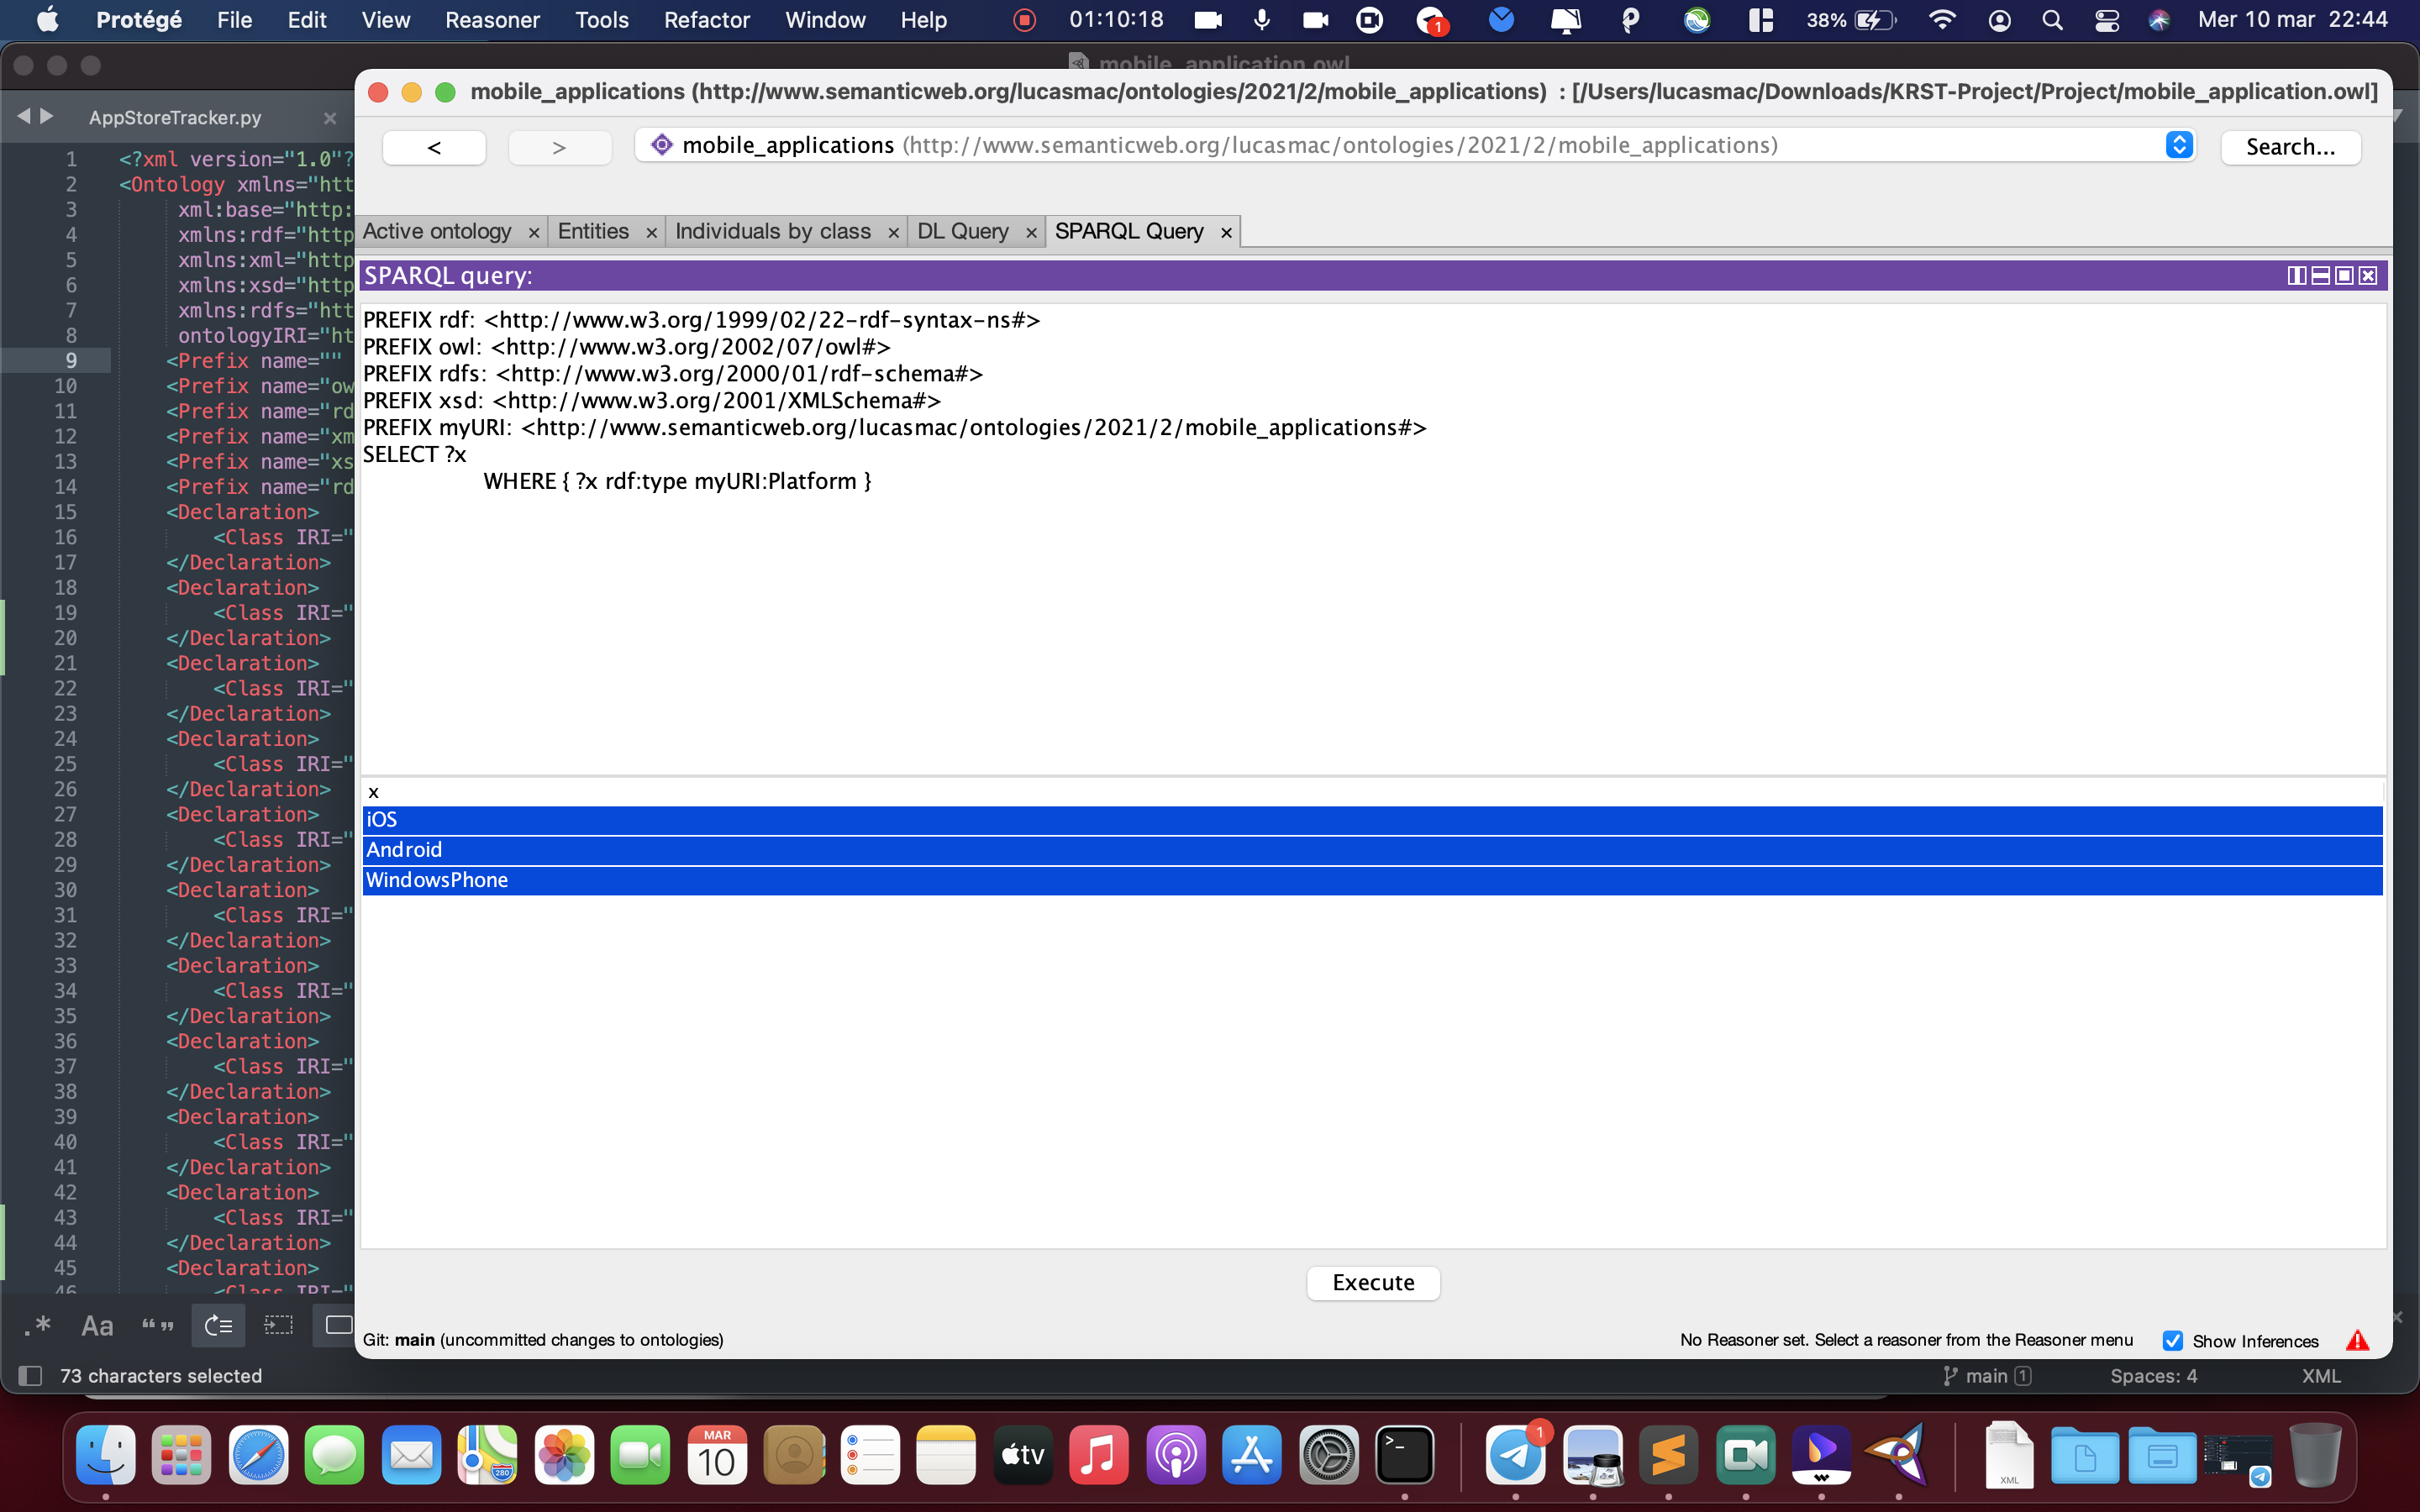 Protégé File Edit View Reasoner Tools Refactor Window Help 01:10:18 1 38% Mer 10 mar 22:44
mobile_application.owl
AppStoreTracker.py ×
mobile_applications (http://www.semanticweb.org/lucasmac/ontologies/2021/2/mobile_applications) : [/Users/lucasmac/Downloads/KRST-Project/Project/mobile_application.owl]
< > mobile_applications (http://www.semanticweb.org/lucasmac/ontologies/2021/2/mobile_applications) Search...
Active ontology × Entities × Individuals by class × DL Query × SPARQL Query ×
SPARQL query:
PREFIX rdf: <http://www.w3.org/1999/02/22-rdf-syntax-ns#>
PREFIX owl: <http://www.w3.org/2002/07/owl#>
PREFIX rdfs: <http://www.w3.org/2000/01/rdf-schema#>
PREFIX xsd: <http://www.w3.org/2001/XMLSchema#>
PREFIX myURI: <http://www.semanticweb.org/lucasmac/ontologies/2021/2/mobile_applications#>
SELECT ?x
WHERE { ?x rdf:type myURI:Platform }
x
iOS
Android
WindowsPhone
Execute
Git: main (uncommitted changes to ontologies) No Reasoner set. Select a reasoner from the Reasoner menu Show Inferences
1 <?xml version="1.0"?
2 <Ontology xmlns="htt
3 xml:base="http:
4 xmlns:rdf="http
5 xmlns:xml="http
6 xmlns:xsd="http
7 xmlns:rdfs="htt
8 ontologyIRI="ht
9 <Prefix name=""
10 <Prefix name="ow
11 <Prefix name="rd
12 <Prefix name="xm
13 <Prefix name="xs
14 <Prefix name="rd
15 <Declaration>
16 <Class IRI="
17 </Declaration>
18 <Declaration>
19 <Class IRI="
20 </Declaration>
21 <Declaration>
22 <Class IRI="
23 </Declaration>
24 <Declaration>
25 <Class IRI="
26 </Declaration>
27 <Declaration>
28 <Class IRI="
29 </Declaration>
30 <Declaration>
31 <Class IRI="
32 </Declaration>
33 <Declaration>
34 <Class IRI="
35 </Declaration>
36 <Declaration>
37 <Class IRI="
38 </Declaration>
39 <Declaration>
40 <Class IRI="
41 </Declaration>
42 <Declaration>
43 <Class IRI="
44 </Declaration>
45 <Declaration>
46 <Class IRI="
.* Aa “ ”
73 characters selected main 1 Spaces: 4 XML
MAR
10
280
tv
>_
1
XML